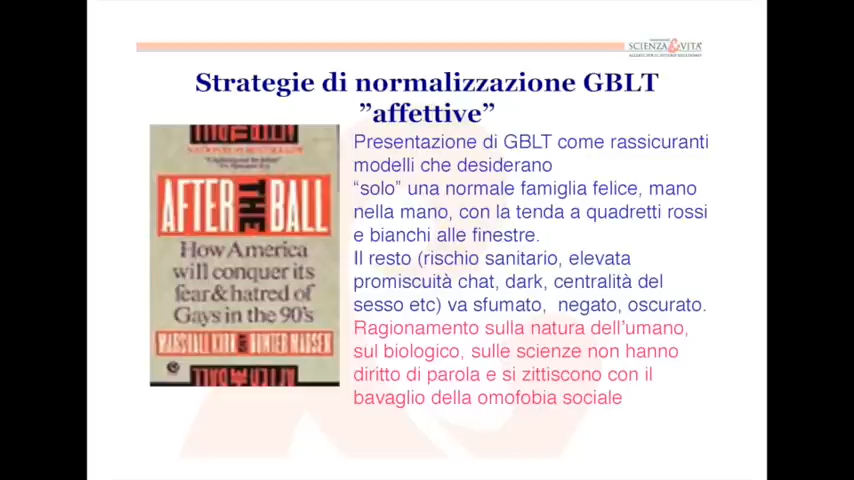 SCIENZA&VITA
Strategie di normalizzazione GBLT
”affettive”
Presentazione di GBLT come rassicuranti
modelli che desiderano
“solo” una normale famiglia felice, mano
nella mano, con la tenda a quadretti rossi
e bianchi alle finestre.
Il resto (rischio sanitario, elevata
promiscuità chat, dark, centralità del
sesso etc) va sfumato, negato, oscurato.
Ragionamento sulla natura dell’umano,
sul biologico, sulle scienze non hanno
diritto di parola e si zittiscono con il
bavaglio della omofobia sociale
AFTER THE BALL
How America
will conquer its
fear & hatred of
Gays in the 90's
MARSHALL KIRK AND HUNTER MADSEN